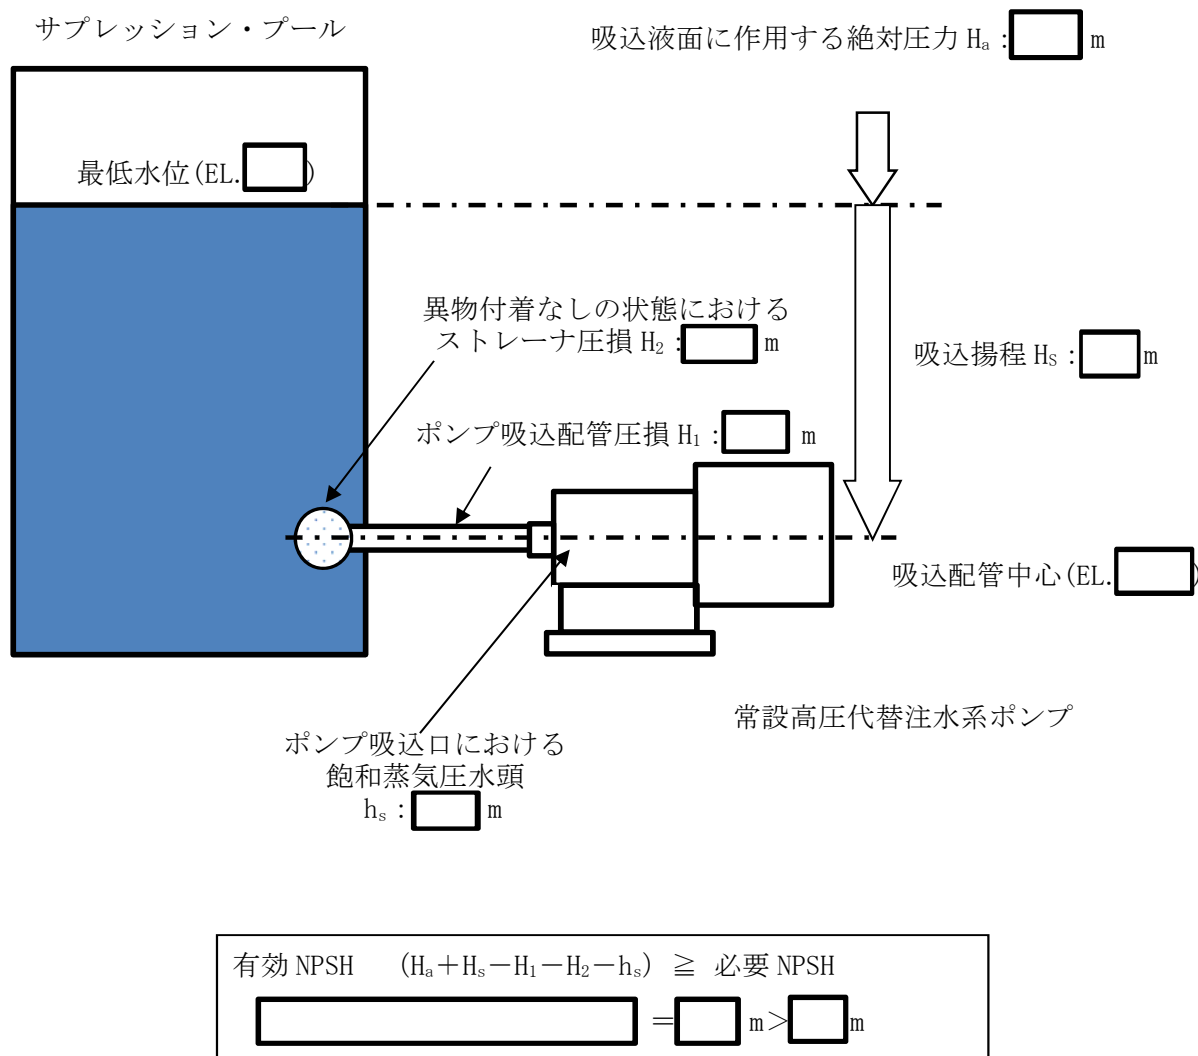 サプレッション・プール
吸込液面に作用する絶対圧力 Hₐ : m
最低水位(EL. )
異物付着なしの状態における
ストレーナ圧損 H₂ : m
吸込揚程 Hs : m
ポンプ吸込配管圧損 H₁ : m
吸込配管中心(EL. )
常設高圧代替注水系ポンプ
ポンプ吸込口における
飽和蒸気圧水頭
hₛ : m
有効 NPSH (Hₐ+Hₛ-H₁-H₂-hₛ) ≧ 必要 NPSH
= m> m